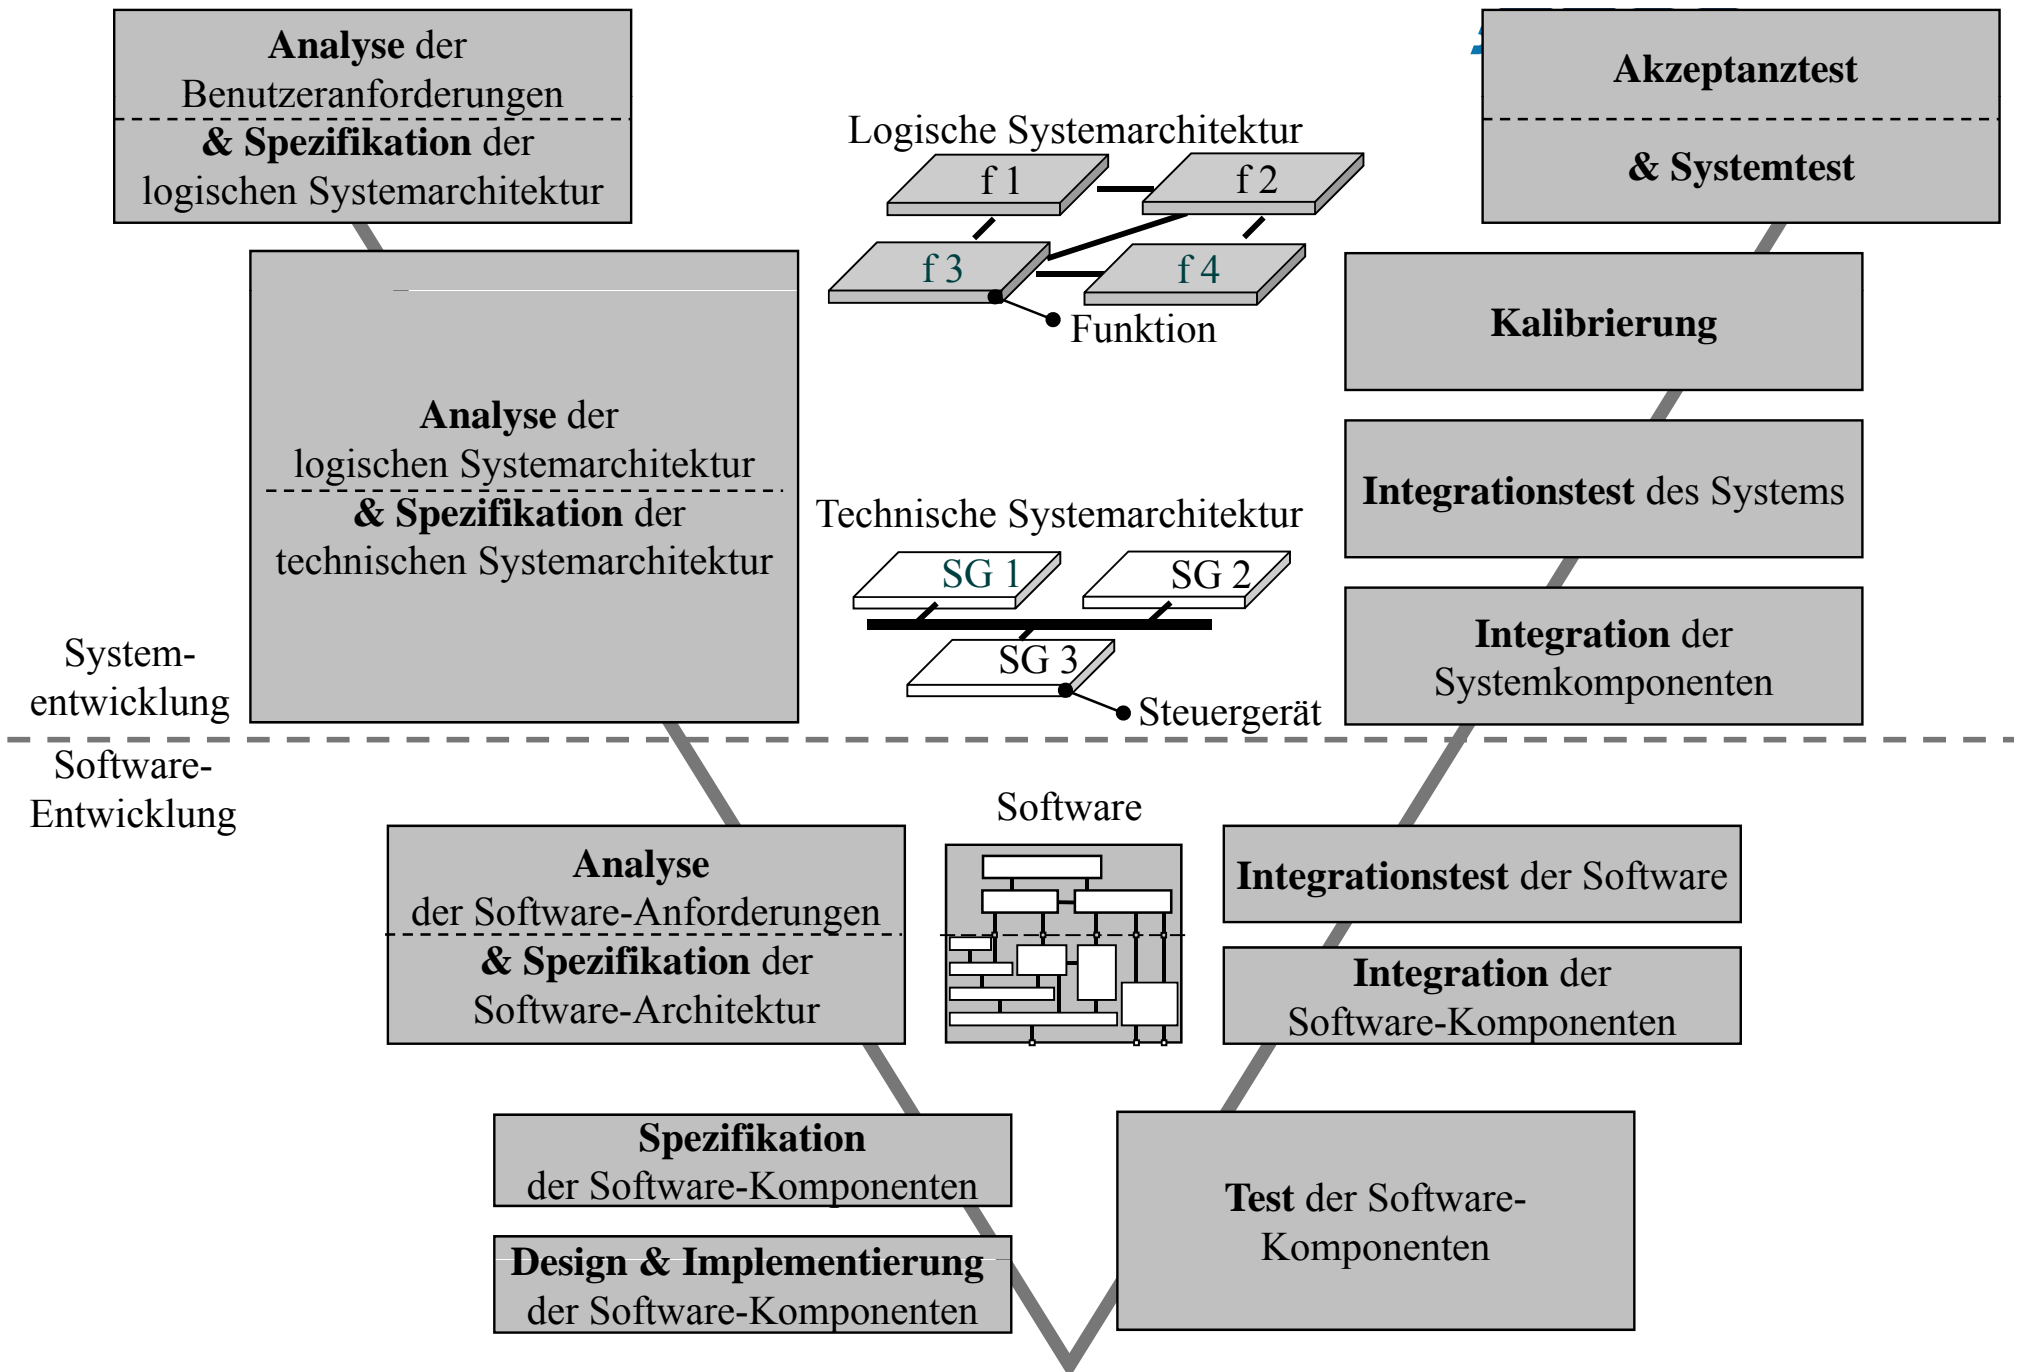 Analyse der
Benutzeranforderungen
& Spezifikation der
logischen Systemarchitektur
Analyse der
logischen Systemarchitektur
& Spezifikation der
technischen Systemarchitektur
System-
entwicklung
Software-
Entwicklung
Analyse
der Software-Anforderungen
& Spezifikation der
Software-Architektur
Spezifikation
der Software-Komponenten
Design & Implementierung
der Software-Komponenten
Logische Systemarchitektur
f 1
f 2
f 3
f 4
Funktion
Technische Systemarchitektur
SG 1
SG 2
SG 3
Steuergerät
Software
Akzeptanztest
& Systemtest
Kalibrierung
Integrationstest des Systems
Integration der
Systemkomponenten
Integrationstest der Software
Integration der
Software-Komponenten
Test der Software-
Komponenten